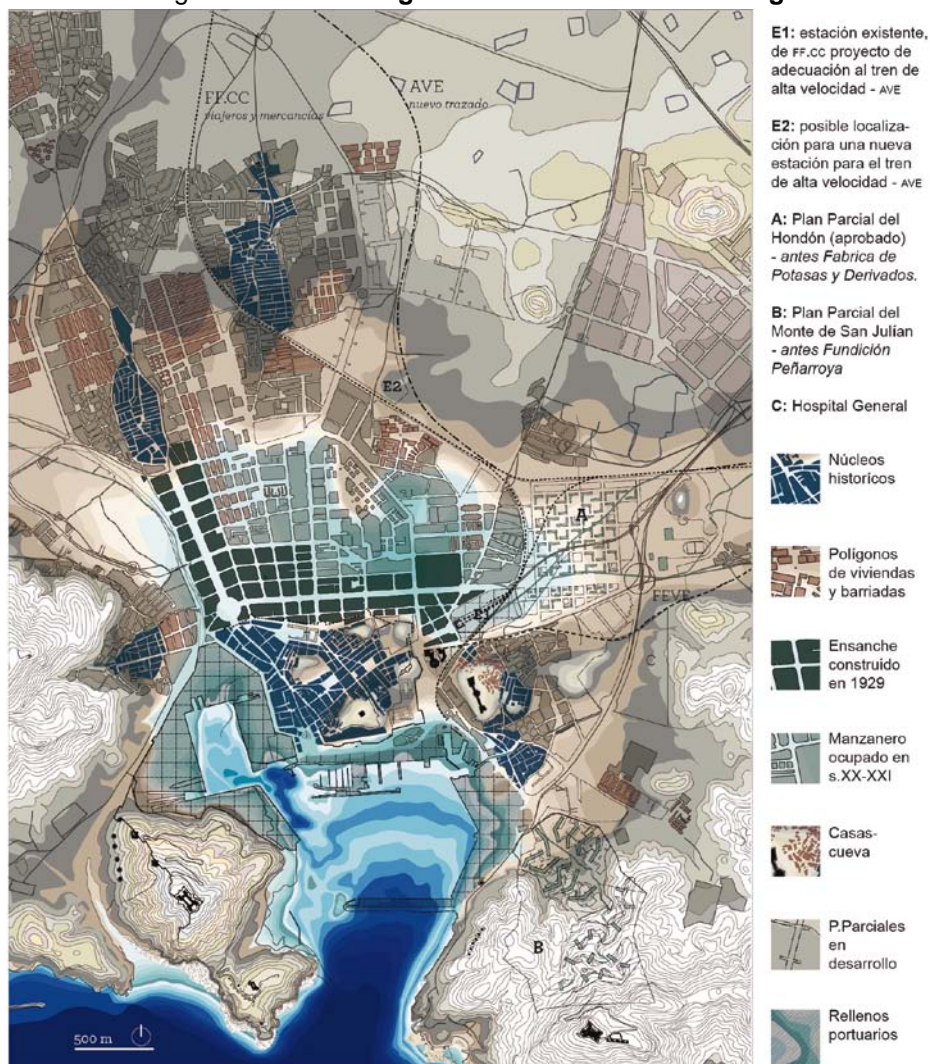 FF.CC
viajeros y mercancías
AVE
nuevo trazado
E2
A
E1
FEVE
C
B
500 m
E1: estación existente,
de FF.CC proyecto de
adecuación al tren de
alta velocidad - AVE
E2: posible localiza-
ción para una nueva
estación para el tren
de alta velocidad - AVE
A: Plan Parcial del
Hondón (aprobado)
- antes Fabrica de
Potasas y Derivados.
B: Plan Parcial del
Monte de San Julían
- antes Fundición
Peñarroya
C: Hospital General
Núcleos
historícos
Polígonos
de viviendas
y barriadas
Ensanche
construido
en 1929
Manzanero
ocupado en
s.XX-XXI
Casas-
cueva
P.Parciales
en
desarrollo
Rellenos
portuarios